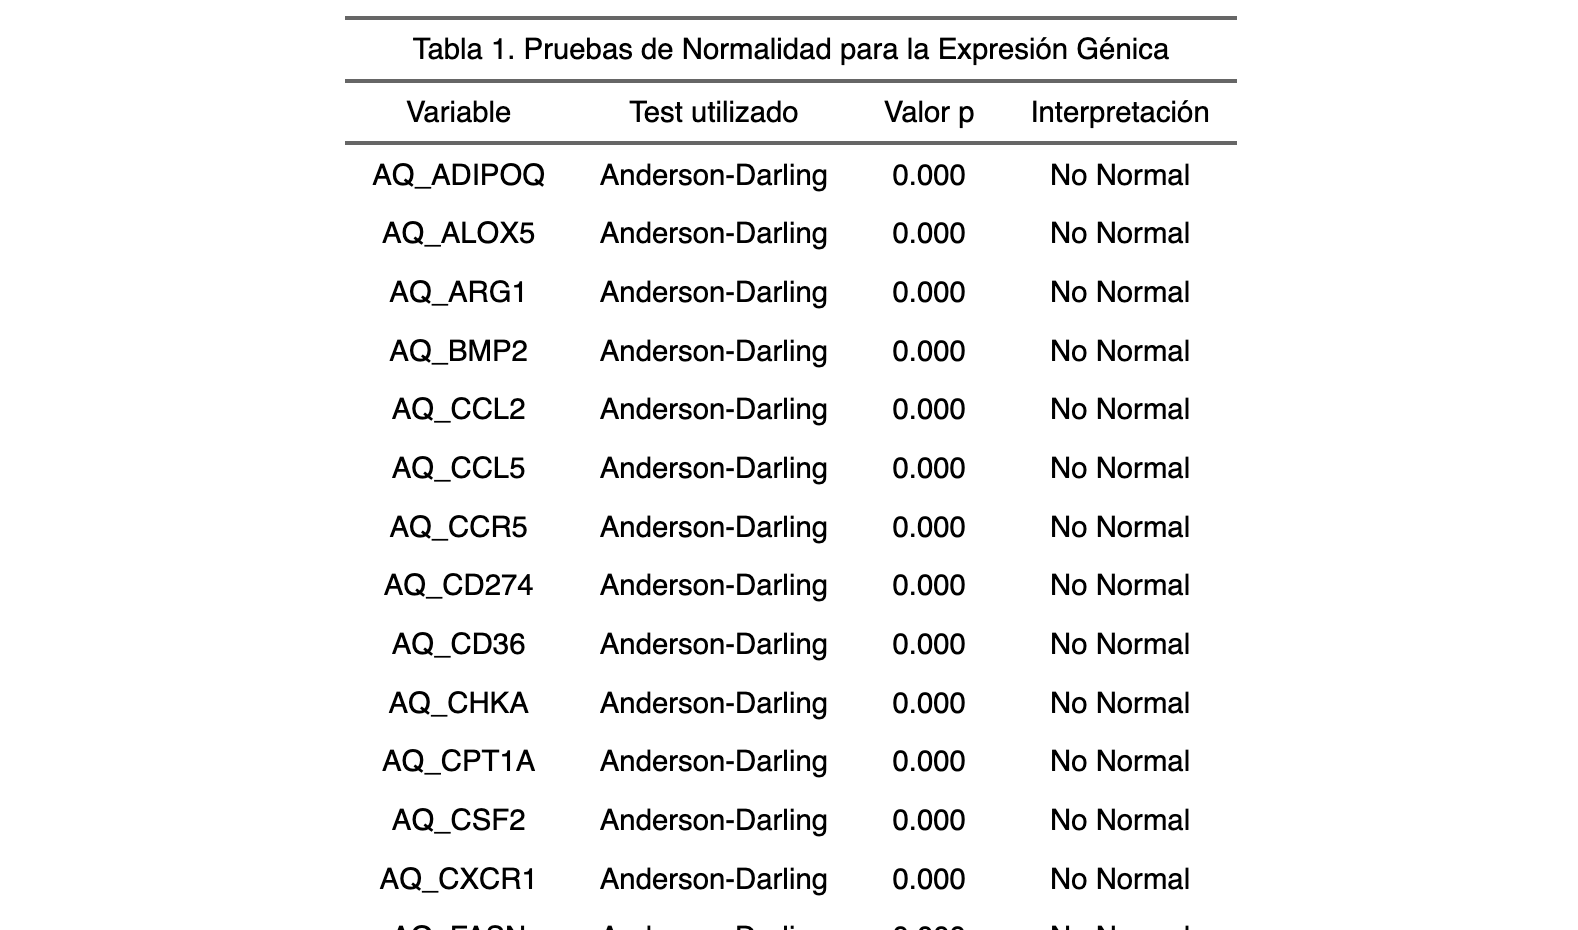 Tabla 1. Pruebas de Normalidad para la Expresión Génica
Variable Test utilizado Valor p Interpretación
AQ_ADIPOQ Anderson-Darling 0.000 No Normal
AQ_ALOX5 Anderson-Darling 0.000 No Normal
AQ_ARG1 Anderson-Darling 0.000 No Normal
AQ_BMP2 Anderson-Darling 0.000 No Normal
AQ_CCL2 Anderson-Darling 0.000 No Normal
AQ_CCL5 Anderson-Darling 0.000 No Normal
AQ_CCR5 Anderson-Darling 0.000 No Normal
AQ_CD274 Anderson-Darling 0.000 No Normal
AQ_CD36 Anderson-Darling 0.000 No Normal
AQ_CHKA Anderson-Darling 0.000 No Normal
AQ_CPT1A Anderson-Darling 0.000 No Normal
AQ_CSF2 Anderson-Darling 0.000 No Normal
AQ_CXCR1 Anderson-Darling 0.000 No Normal